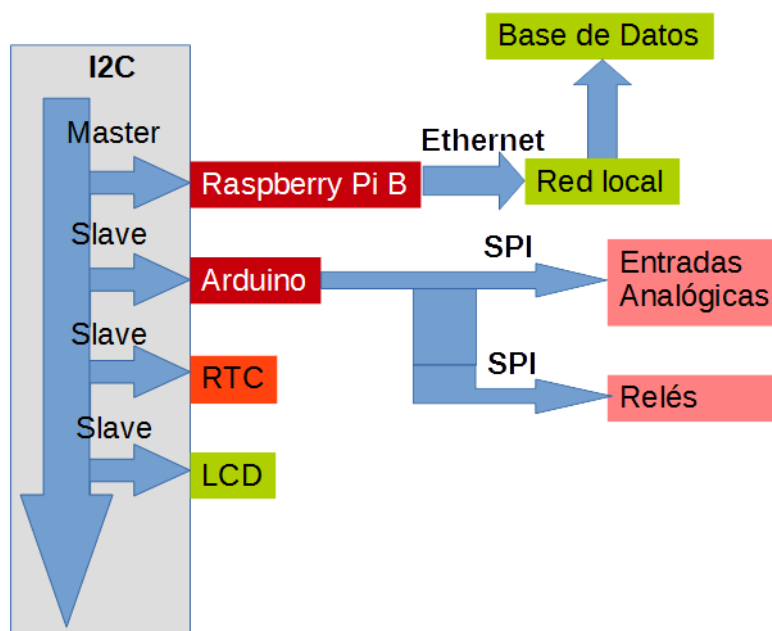 Base de Datos
I2C
Master
Ethernet
Raspberry Pi B
Red local
Slave
SPI
Arduino
Entradas
Analógicas
Slave
SPI
RTC
Relés
Slave
LCD